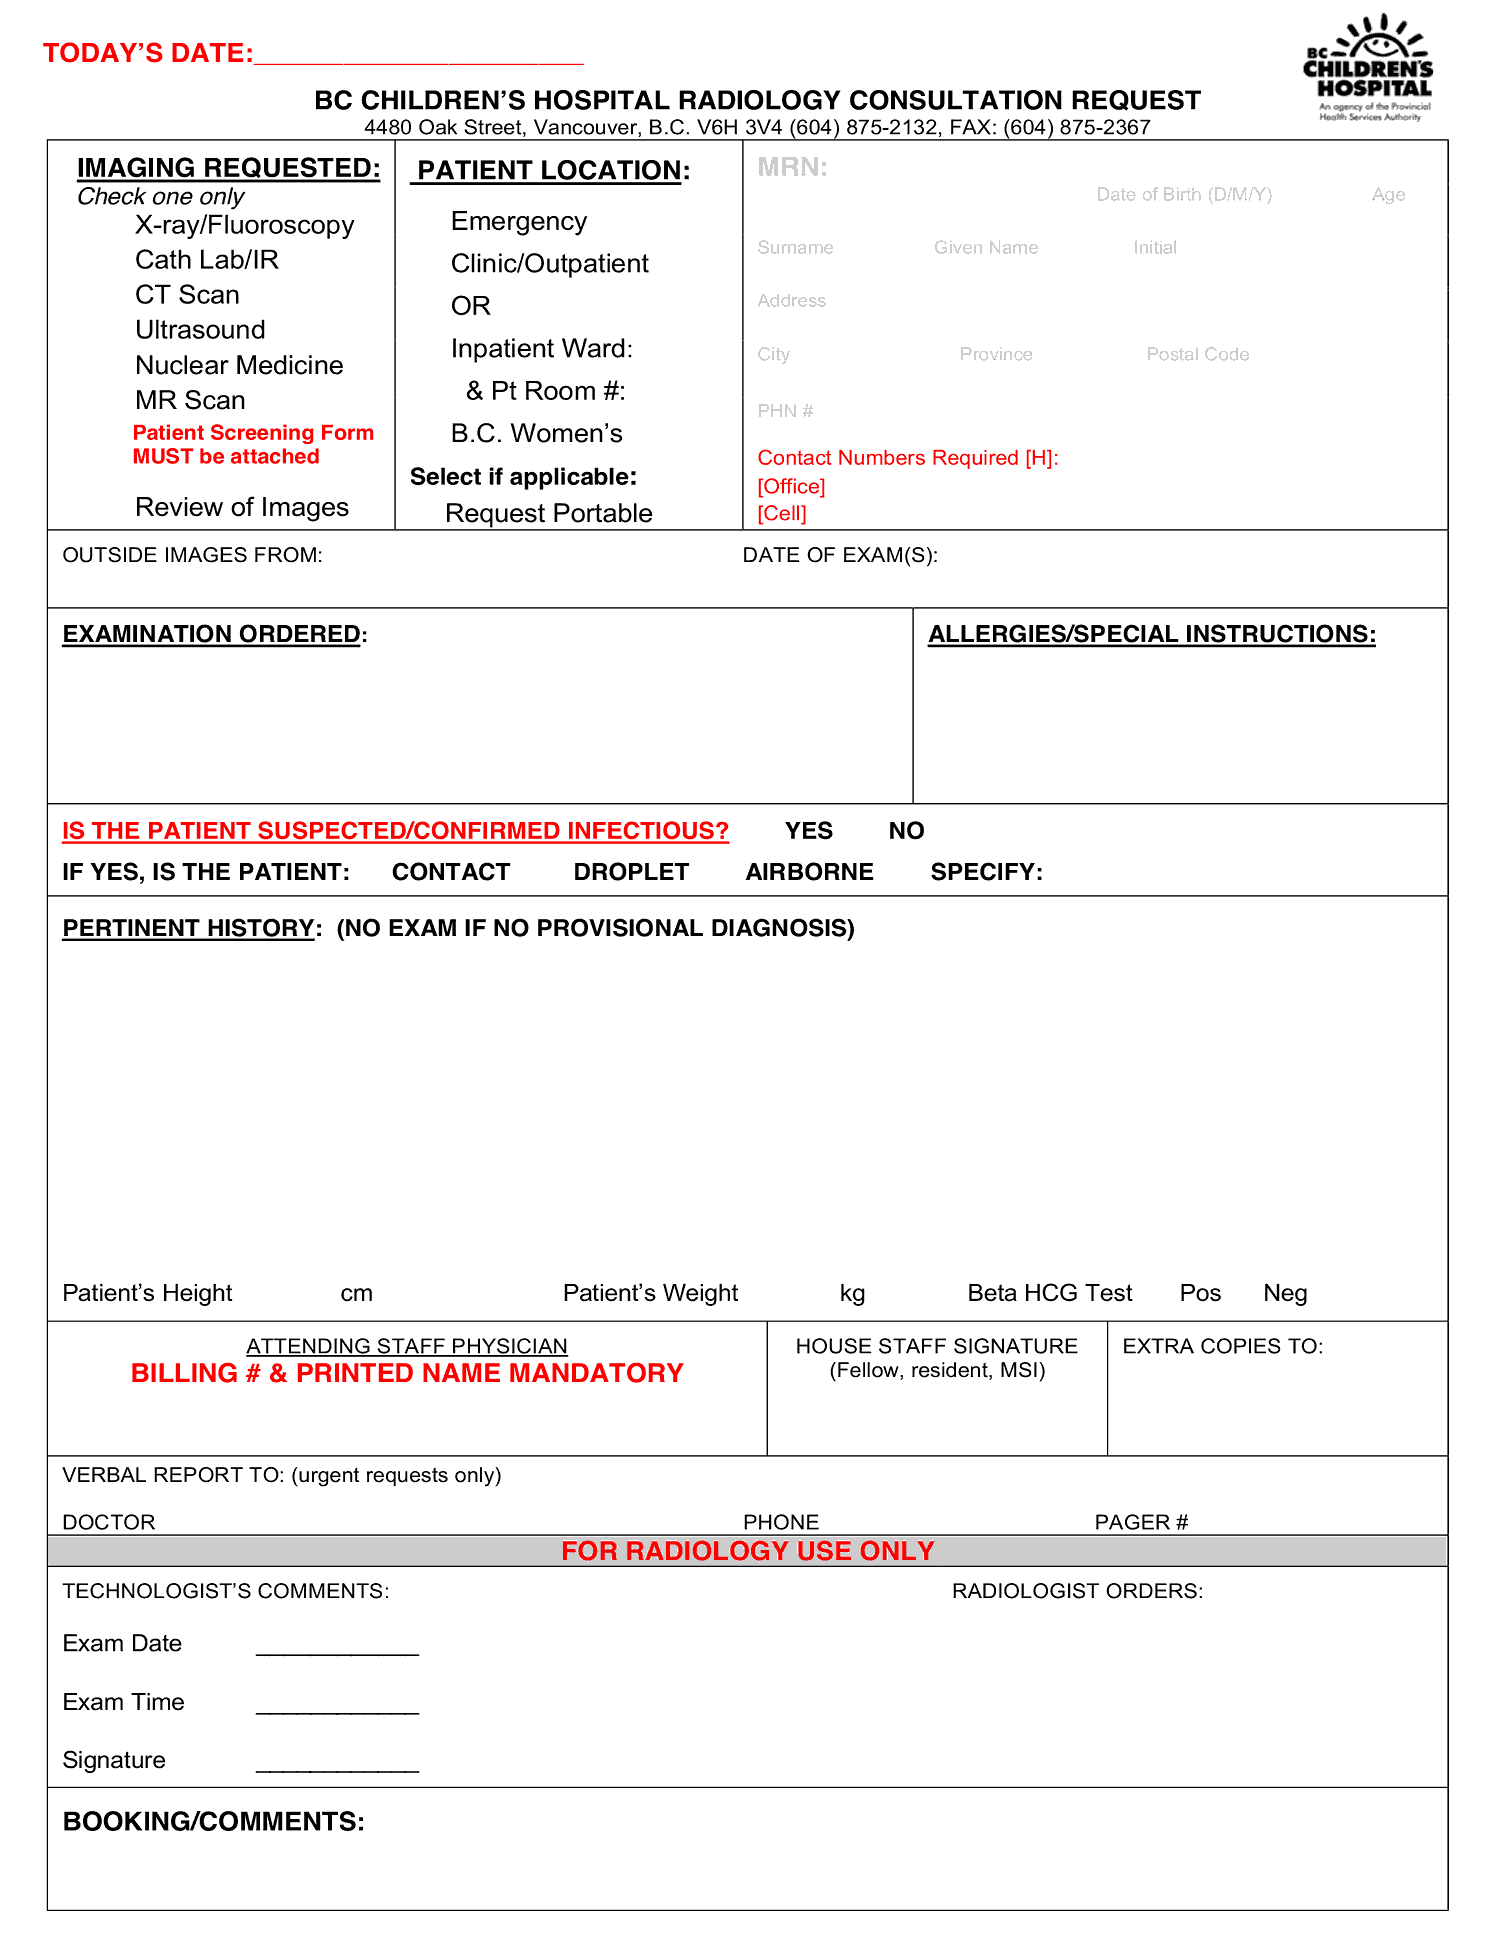 TODAY'S DATE:______________________
BC
CHILDREN'S
HOSPITAL
An agency of the Provincial
Health Services Authority
BC CHILDREN'S HOSPITAL RADIOLOGY CONSULTATION REQUEST
4480 Oak Street, Vancouver, B.C. V6H 3V4 (604) 875-2132, FAX: (604) 875-2367
IMAGING REQUESTED:
Check one only
X-ray/Fluoroscopy
Cath Lab/IR
CT Scan
Ultrasound
Nuclear Medicine
MR Scan
Patient Screening Form
MUST be attached
Review of Images
PATIENT LOCATION:
Emergency
Clinic/Outpatient
OR
Inpatient Ward:
& Pt Room #:
B.C. Women's
Select if applicable:
Request Portable
MRN:
Date of Birth (D/M/Y) Age
Surname Given Name Initial
Address
City Province Postal Code
PHN #
Contact Numbers Required [H]:
[Office]
[Cell]
OUTSIDE IMAGES FROM: DATE OF EXAM(S):
EXAMINATION ORDERED:
ALLERGIES/SPECIAL INSTRUCTIONS:
IS THE PATIENT SUSPECTED/CONFIRMED INFECTIOUS? YES NO
IF YES, IS THE PATIENT: CONTACT DROPLET AIRBORNE SPECIFY:
PERTINENT HISTORY: (NO EXAM IF NO PROVISIONAL DIAGNOSIS)
Patient's Height cm Patient's Weight kg Beta HCG Test Pos Neg
ATTENDING STAFF PHYSICIAN
BILLING # & PRINTED NAME MANDATORY
HOUSE STAFF SIGNATURE
(Fellow, resident, MSI)
EXTRA COPIES TO:
VERBAL REPORT TO: (urgent requests only)
DOCTOR PHONE PAGER #
FOR RADIOLOGY USE ONLY
TECHNOLOGIST'S COMMENTS: RADIOLOGIST ORDERS:
Exam Date ____________
Exam Time ____________
Signature ____________
BOOKING/COMMENTS: